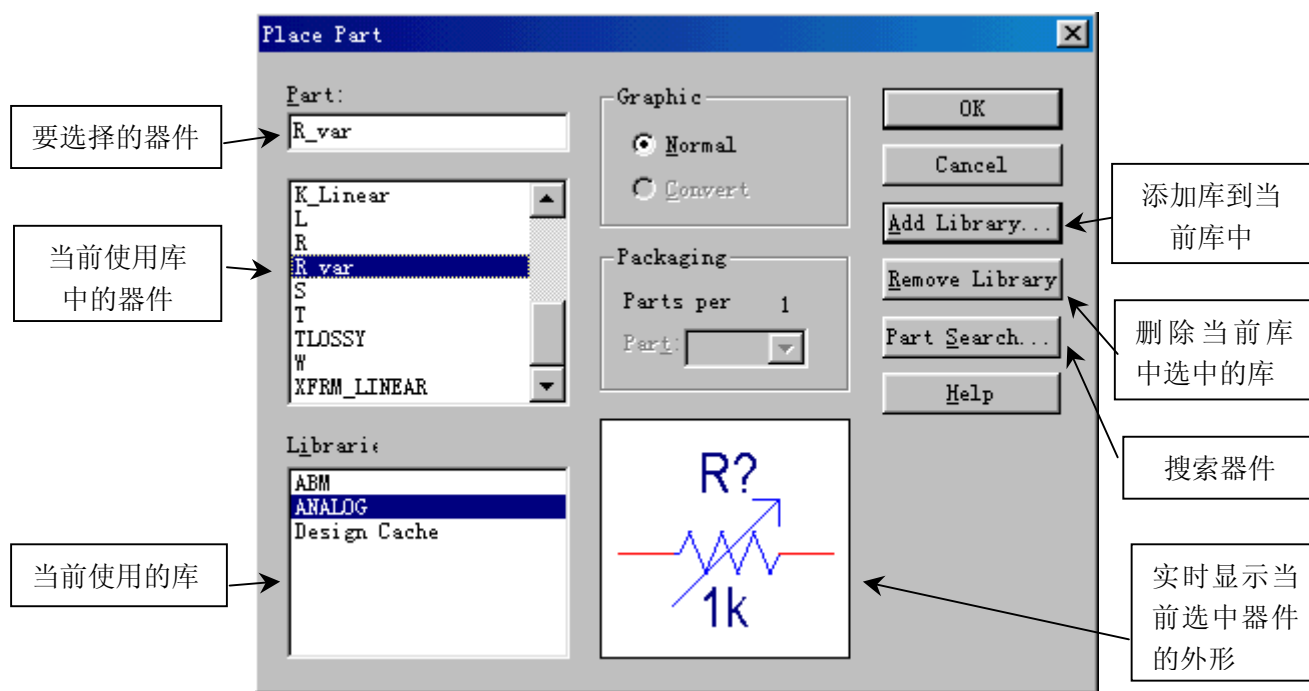 Place Part
Part:
R_var
K_Linear
L
R
R_var
S
T
TLOSSY
W
XFRM_LINEAR
Librarie
ABM
ANALOG
Design Cache
Graphic
Normal
Convert
Packaging
Parts per 1
Part:
R?
1k
OK
Cancel
Add Library...
Remove Library
Part Search...
Help
要选择的器件
当前使用库
中的器件
当前使用的库
添加库到当
前库中
删除当前库
中选中的库
搜索器件
实时显示当
前选中器件
的外形